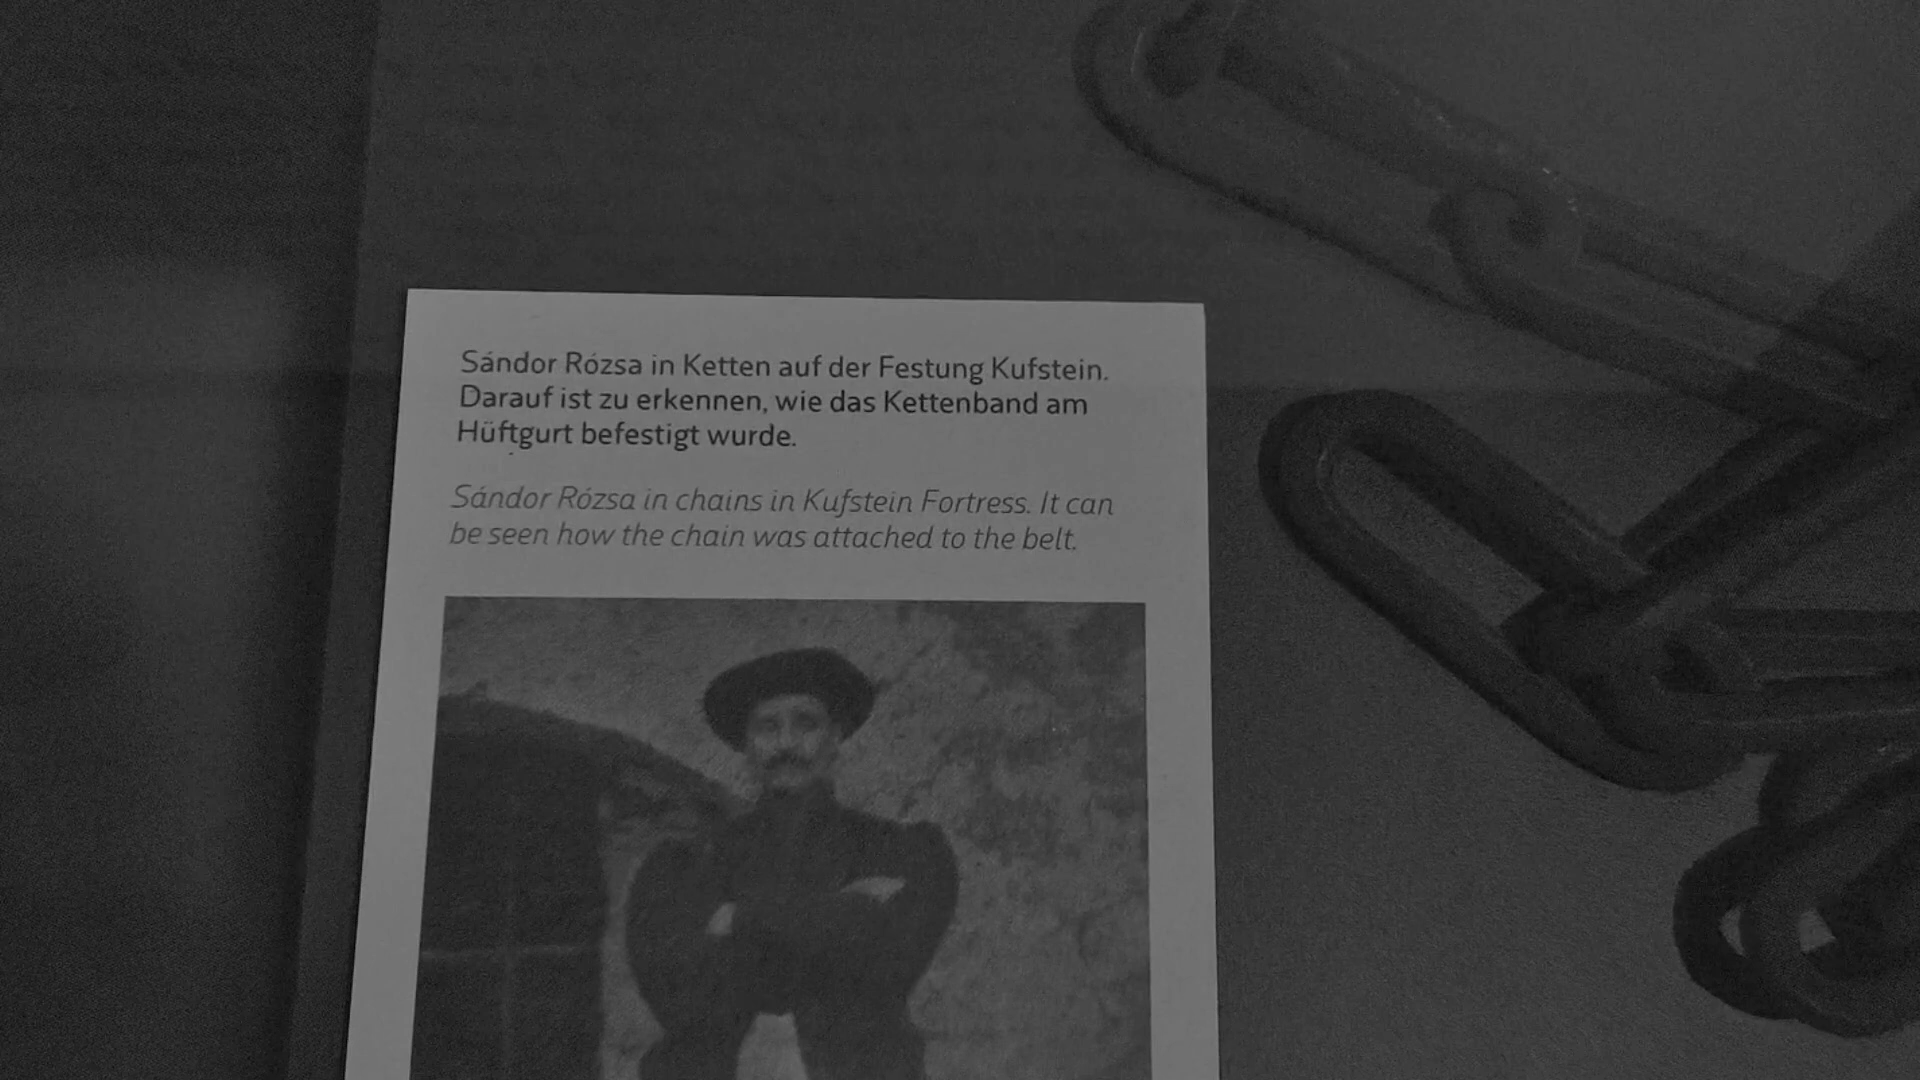 Sándor Rózsa in Ketten auf der Festung Kufstein.
Darauf ist zu erkennen, wie das Kettenband am
Hüftgurt befestigt wurde.
Sándor Rózsa in chains in Kufstein Fortress. It can
be seen how the chain was attached to the belt.